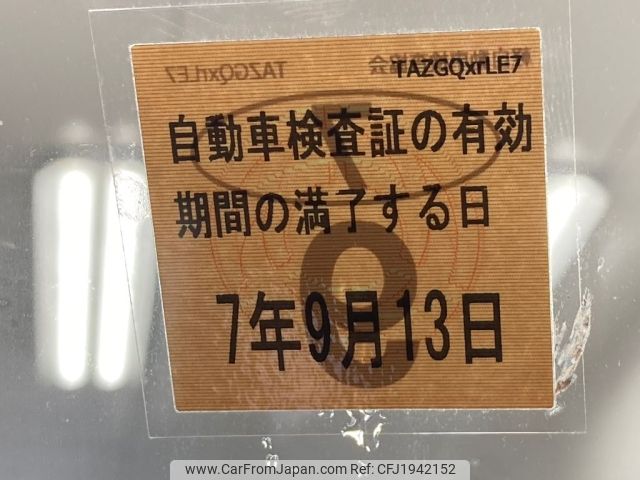 TAZGQxrLE7
自動車検査証の有効
期間の満了する日
7年9月13日
www.CarFromJapan.com | Ref No: CFJ1942152